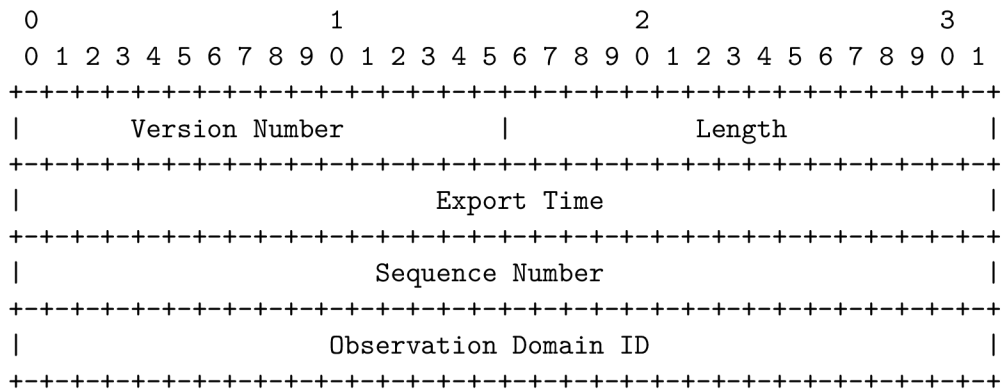 0                   1                   2                   3
 0 1 2 3 4 5 6 7 8 9 0 1 2 3 4 5 6 7 8 9 0 1 2 3 4 5 6 7 8 9 0 1
+-+-+-+-+-+-+-+-+-+-+-+-+-+-+-+-+-+-+-+-+-+-+-+-+-+-+-+-+-+-+-+-+
|       Version Number          |            Length             |
+-+-+-+-+-+-+-+-+-+-+-+-+-+-+-+-+-+-+-+-+-+-+-+-+-+-+-+-+-+-+-+-+
|                           Export Time                         |
+-+-+-+-+-+-+-+-+-+-+-+-+-+-+-+-+-+-+-+-+-+-+-+-+-+-+-+-+-+-+-+-+
|                       Sequence Number                         |
+-+-+-+-+-+-+-+-+-+-+-+-+-+-+-+-+-+-+-+-+-+-+-+-+-+-+-+-+-+-+-+-+
|                    Observation Domain ID                      |
+-+-+-+-+-+-+-+-+-+-+-+-+-+-+-+-+-+-+-+-+-+-+-+-+-+-+-+-+-+-+-+-+